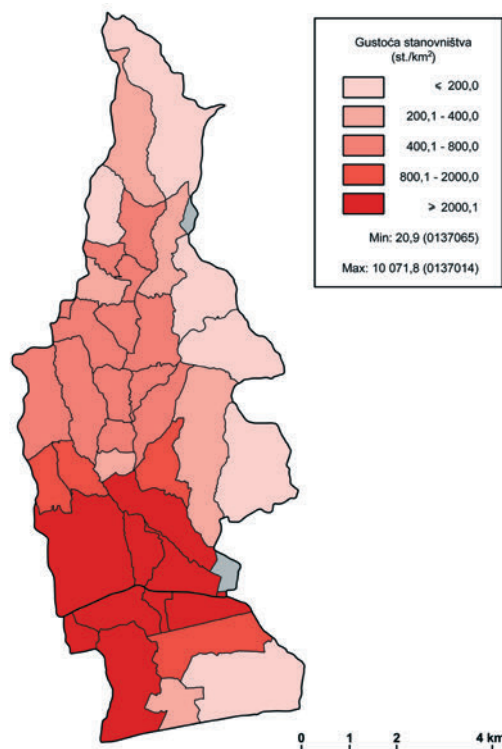 Gustoća stanovništva
(st./km²)
⩽ 200,0
200,1 - 400,0
400,1 - 800,0
800,1 - 2000,0
⩾ 2000,1
Min: 20,9 (0137065)
Max: 10 071,8 (0137014)
0 1 2 4 km